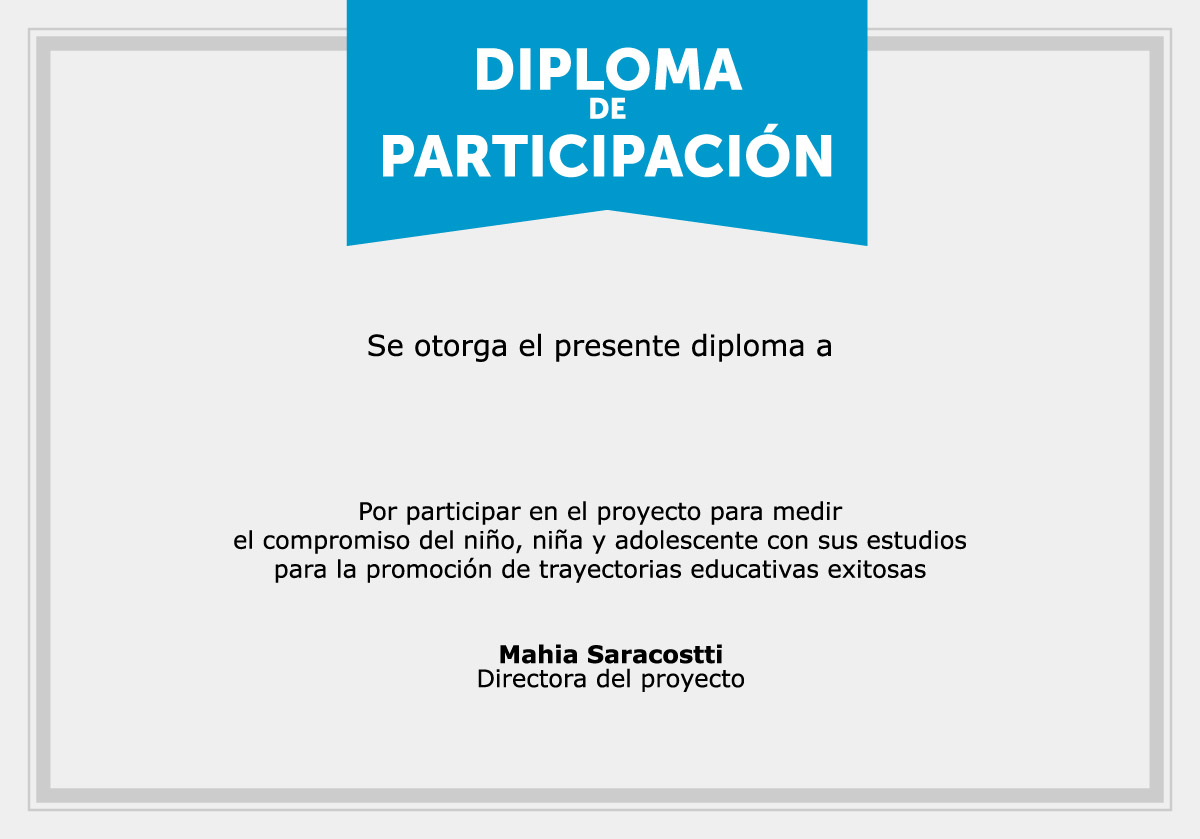 DIPLOMA
DE
PARTICIPACIÓN
Se otorga el presente diploma a
Por participar en el proyecto para medir
el compromiso del niño, niña y adolescente con sus estudios
para la promoción de trayectorias educativas exitosas
Mahia Saracostti
Directora del proyecto